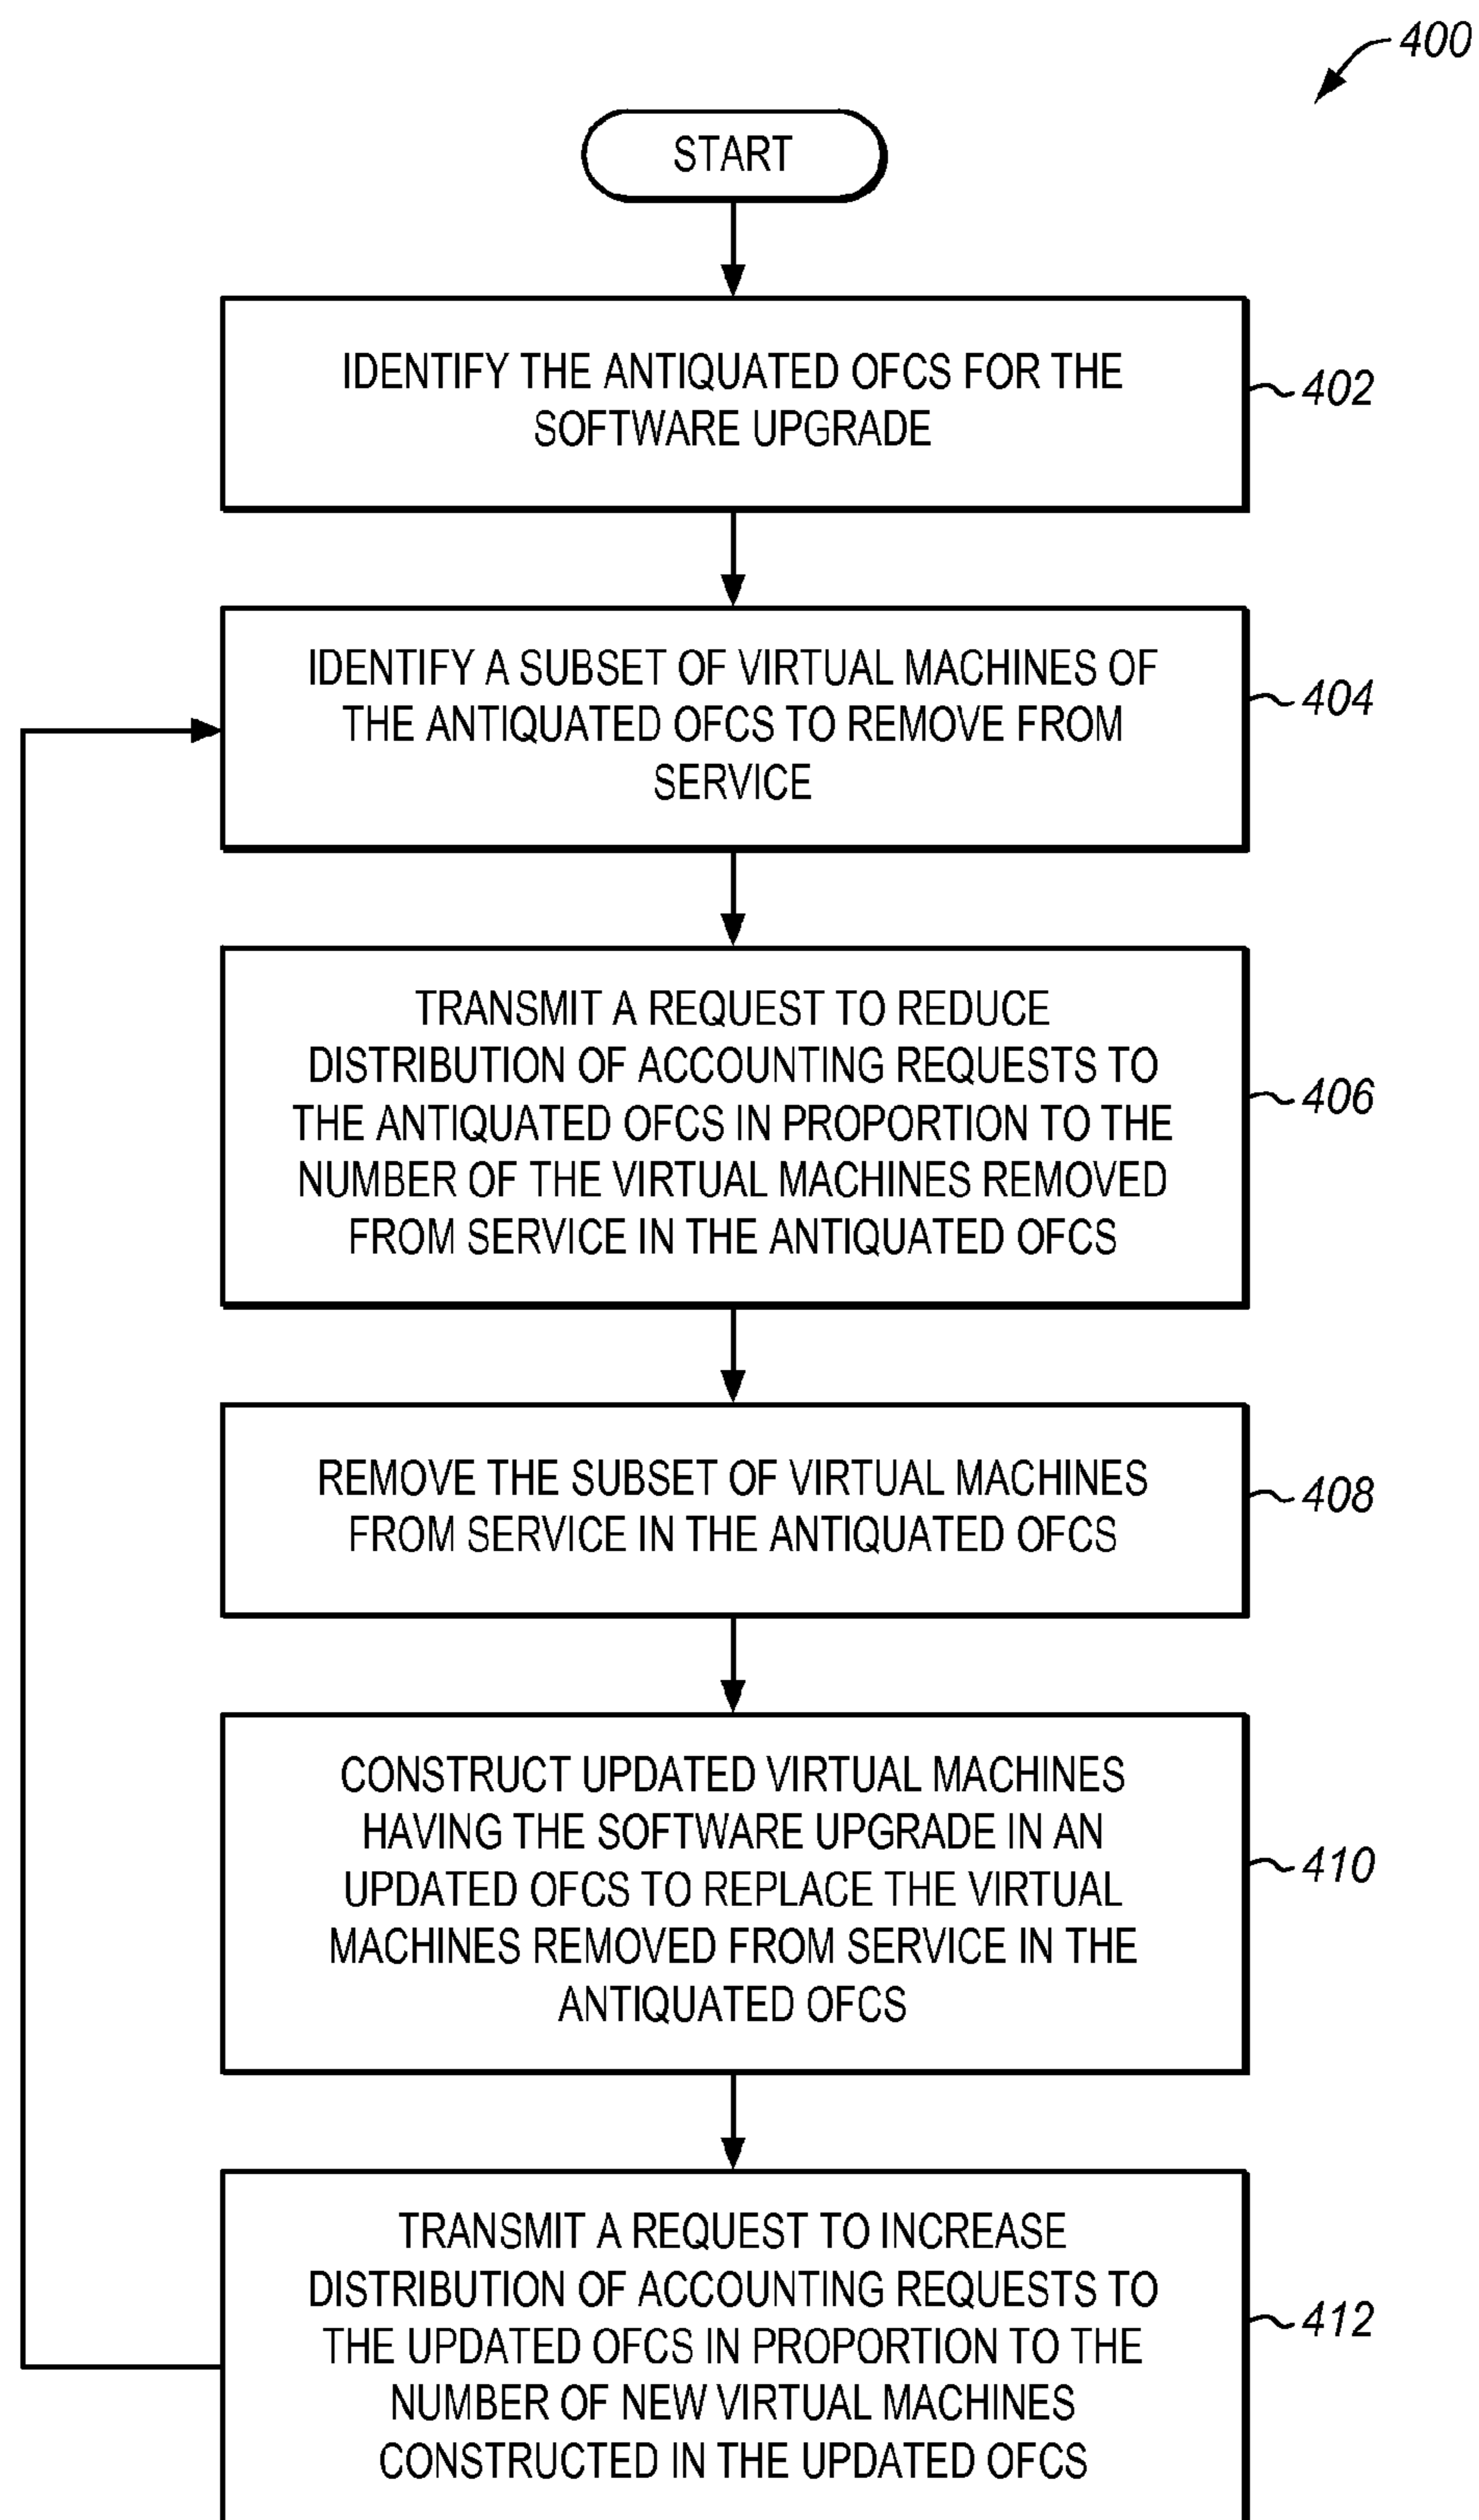 400
START
IDENTIFY THE ANTIQUATED OFCS FOR THE
SOFTWARE UPGRADE
402
IDENTIFY A SUBSET OF VIRTUAL MACHINES OF
THE ANTIQUATED OFCS TO REMOVE FROM
SERVICE
404
TRANSMIT A REQUEST TO REDUCE
DISTRIBUTION OF ACCOUNTING REQUESTS TO
THE ANTIQUATED OFCS IN PROPORTION TO THE
NUMBER OF THE VIRTUAL MACHINES REMOVED
FROM SERVICE IN THE ANTIQUATED OFCS
406
REMOVE THE SUBSET OF VIRTUAL MACHINES
FROM SERVICE IN THE ANTIQUATED OFCS
408
CONSTRUCT UPDATED VIRTUAL MACHINES
HAVING THE SOFTWARE UPGRADE IN AN
UPDATED OFCS TO REPLACE THE VIRTUAL
MACHINES REMOVED FROM SERVICE IN THE
ANTIQUATED OFCS
410
TRANSMIT A REQUEST TO INCREASE
DISTRIBUTION OF ACCOUNTING REQUESTS TO
THE UPDATED OFCS IN PROPORTION TO THE
NUMBER OF NEW VIRTUAL MACHINES
CONSTRUCTED IN THE UPDATED OFCS
412